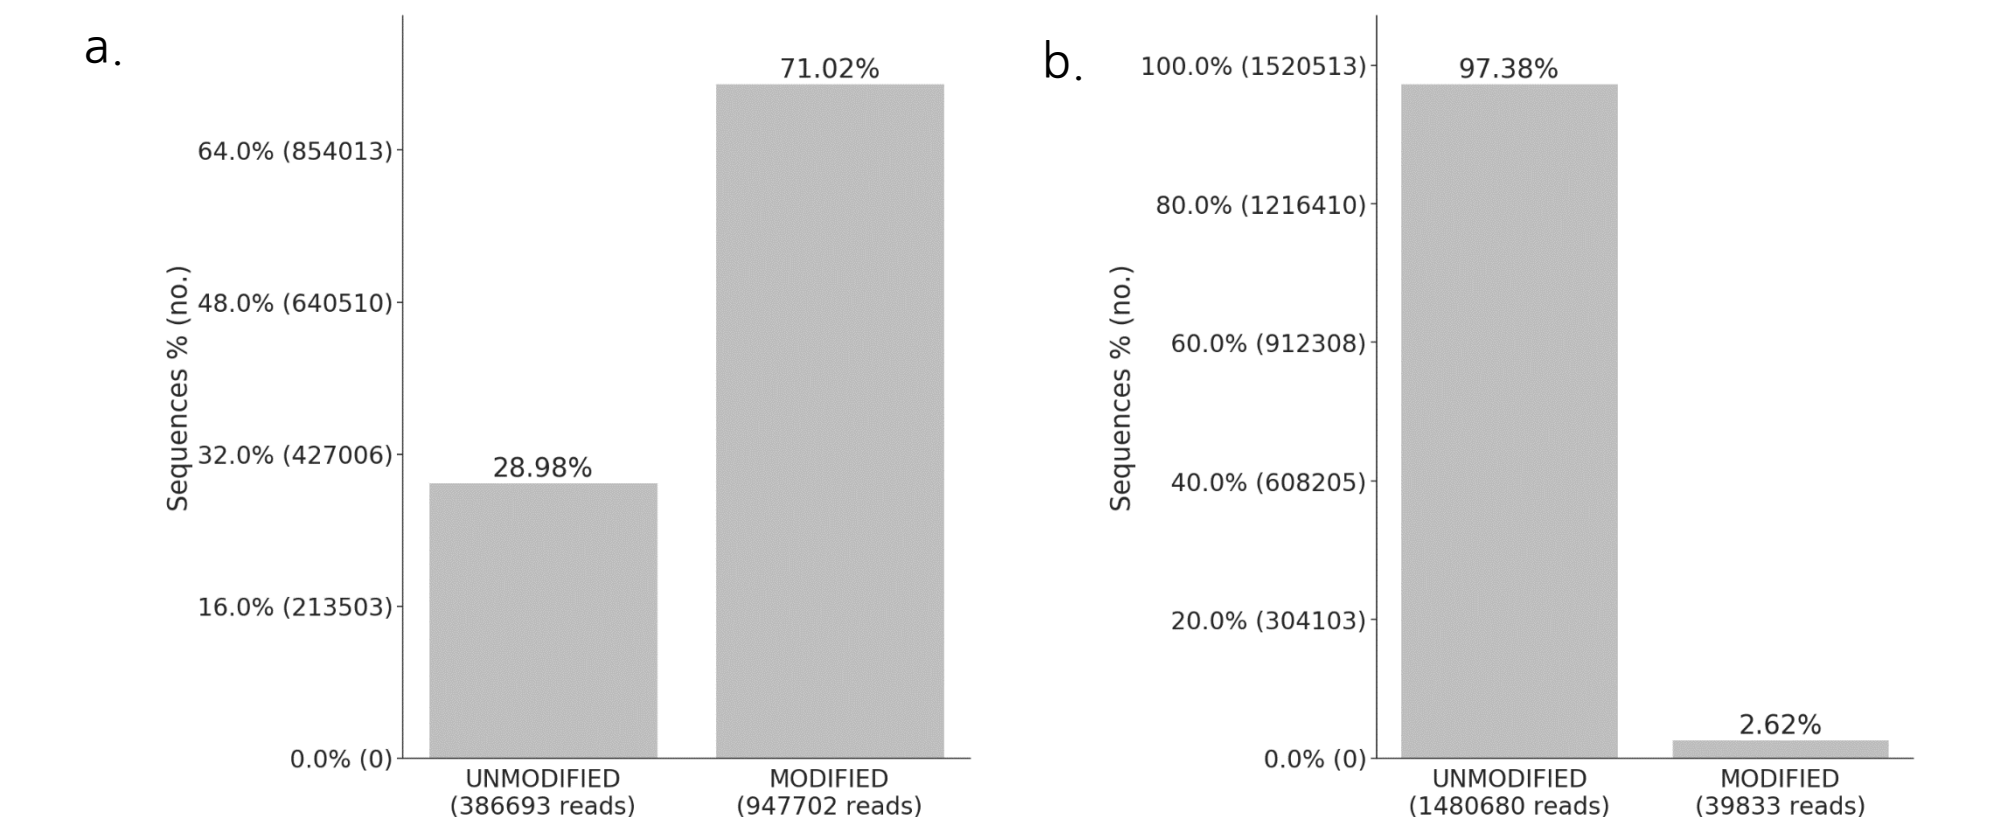 a.
Sequences % (no.)
64.0% (854013)
48.0% (640510)
32.0% (427006)
16.0% (213503)
0.0% (0)
28.98%
71.02%
UNMODIFIED
(386693 reads)
MODIFIED
(947702 reads)
b.
Sequences % (no.)
100.0% (1520513)
80.0% (1216410)
60.0% (912308)
40.0% (608205)
20.0% (304103)
0.0% (0)
97.38%
2.62%
UNMODIFIED
(1480680 reads)
MODIFIED
(39833 reads)